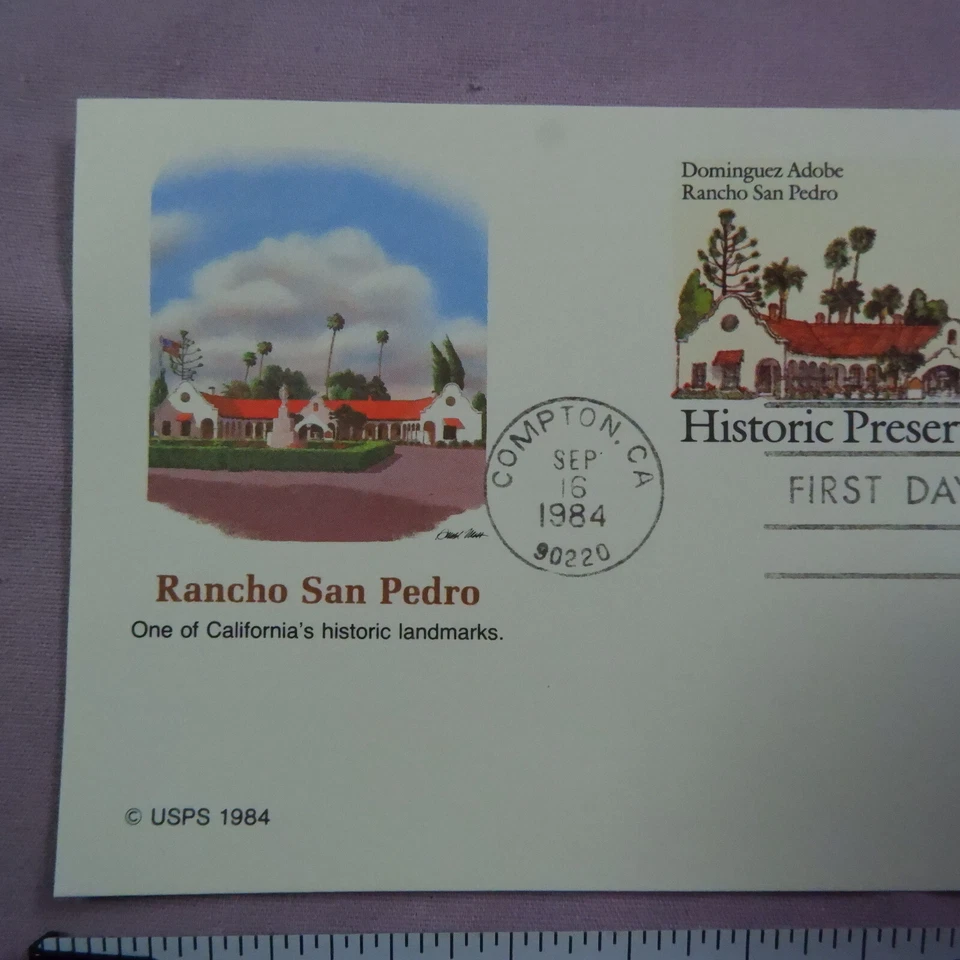 Dominguez Adobe
Rancho San Pedro
Historic Preser
COMPTON, CA
SEP
16
1984
90220
FIRST DAY
Rancho San Pedro
One of California's historic landmarks.
© USPS 1984